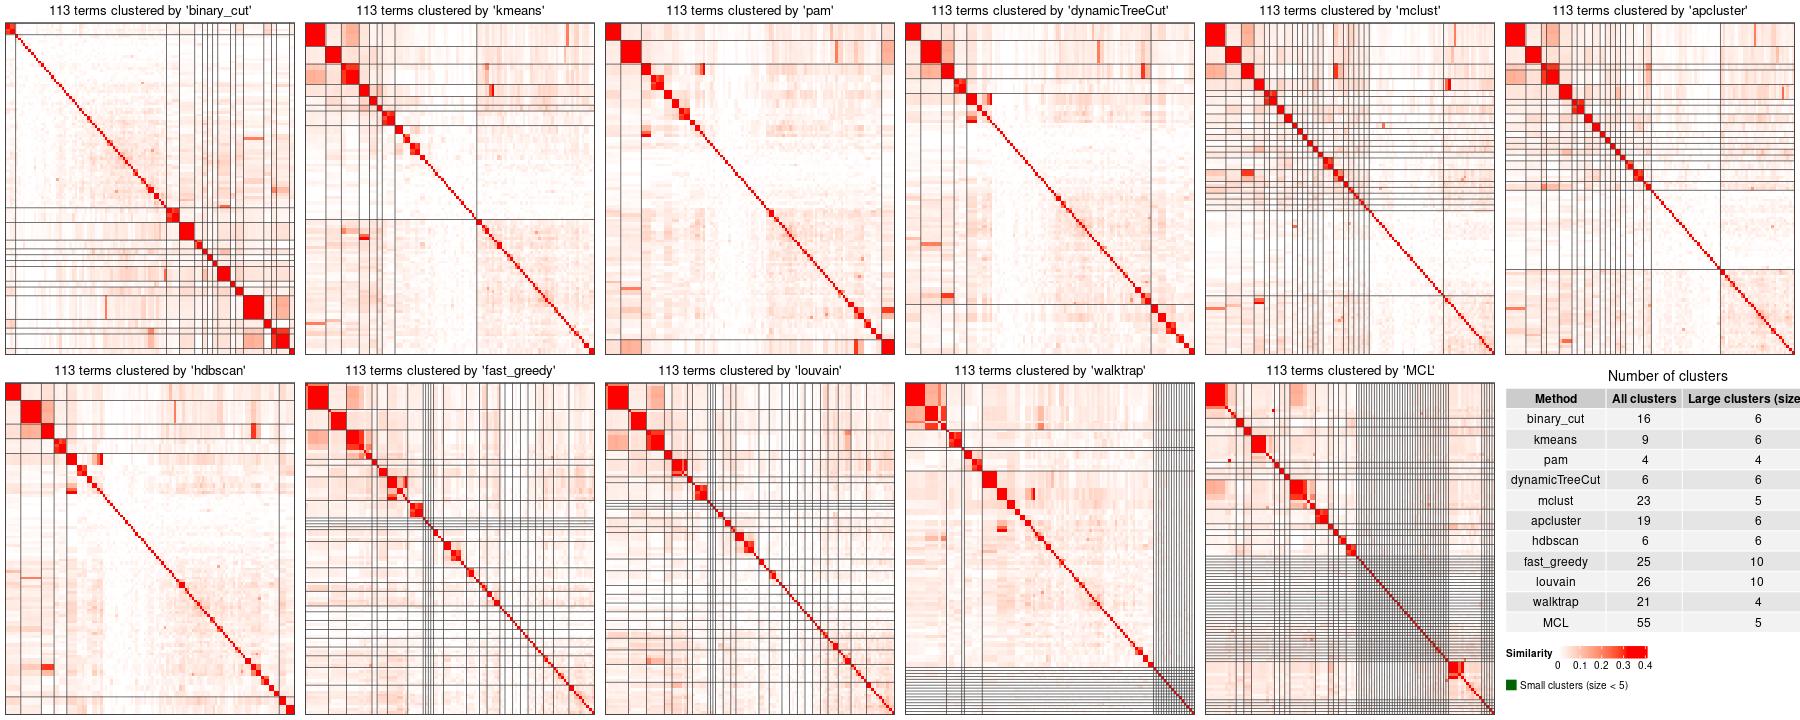 113 terms clustered by 'binary_cut'
113 terms clustered by 'kmeans'
113 terms clustered by 'pam'
113 terms clustered by 'dynamicTreeCut'
113 terms clustered by 'mclust'
113 terms clustered by 'apcluster'
113 terms clustered by 'hdbscan'
113 terms clustered by 'fast_greedy'
113 terms clustered by 'louvain'
113 terms clustered by 'walktrap'
113 terms clustered by 'MCL'
Number of clusters
Method All clusters Large clusters (size
binary_cut 16 6
kmeans 9 6
pam 4 4
dynamicTreeCut 6 6
mclust 23 5
apcluster 19 6
hdbscan 6 6
fast_greedy 25 10
louvain 26 10
walktrap 21 4
MCL 55 5
Similarity
0 0.1 0.2 0.3 0.4
Small clusters (size < 5)